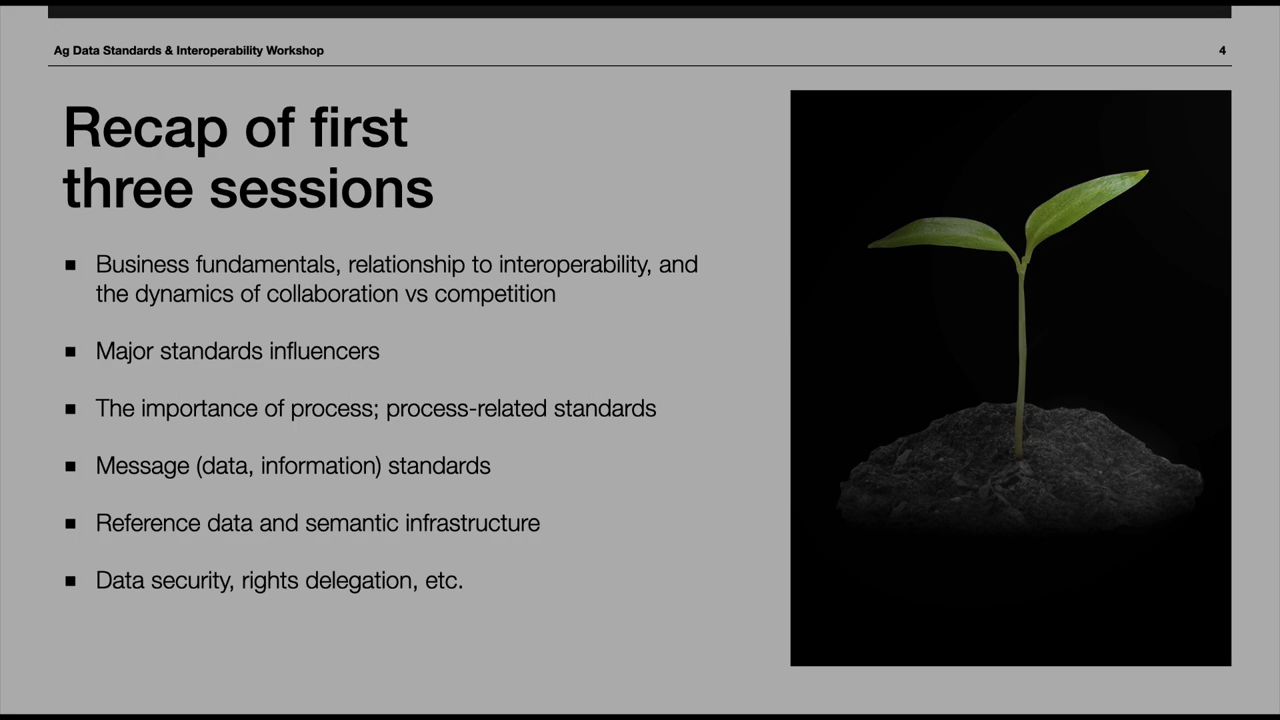 Ag Data Standards & Interoperability Workshop
4
Recap of first
three sessions
▪ Business fundamentals, relationship to interoperability, and
the dynamics of collaboration vs competition
▪ Major standards influencers
▪ The importance of process; process-related standards
▪ Message (data, information) standards
▪ Reference data and semantic infrastructure
▪ Data security, rights delegation, etc.